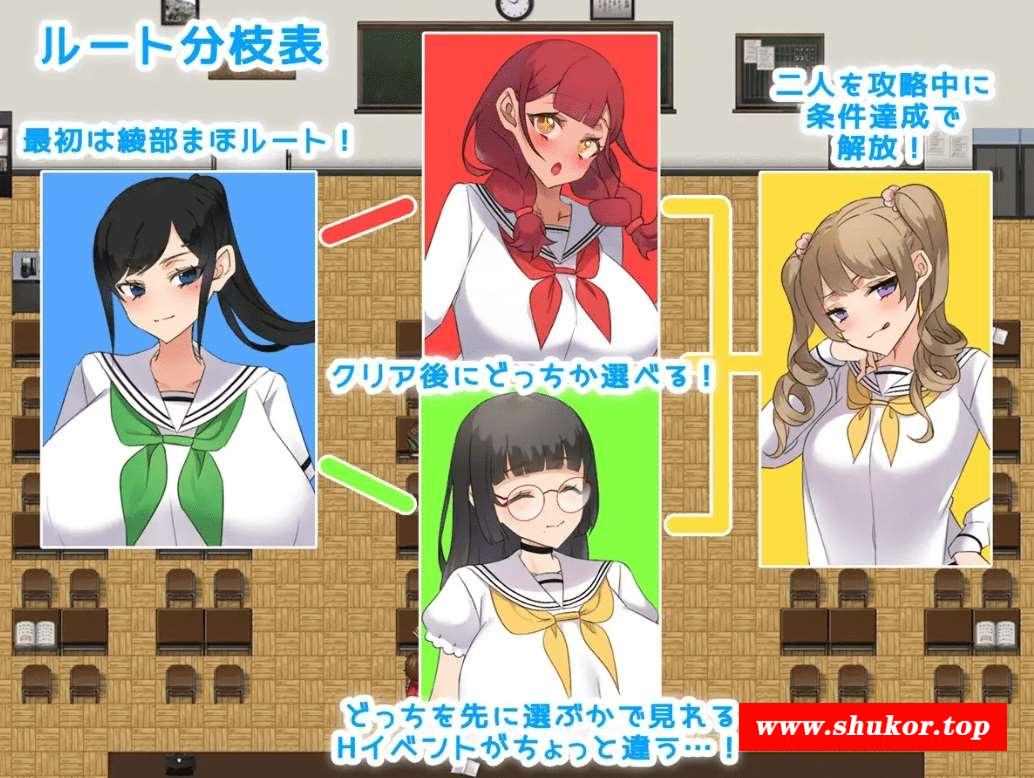 ルート分枝表
最初は綾部まほルート！
二人を攻略中に
条件達成で
解放！
クリア後にどっちか選べる！
どっちを先に選ぶかで見れる
Hイベントがちょっと違う…！
www.shukor.top